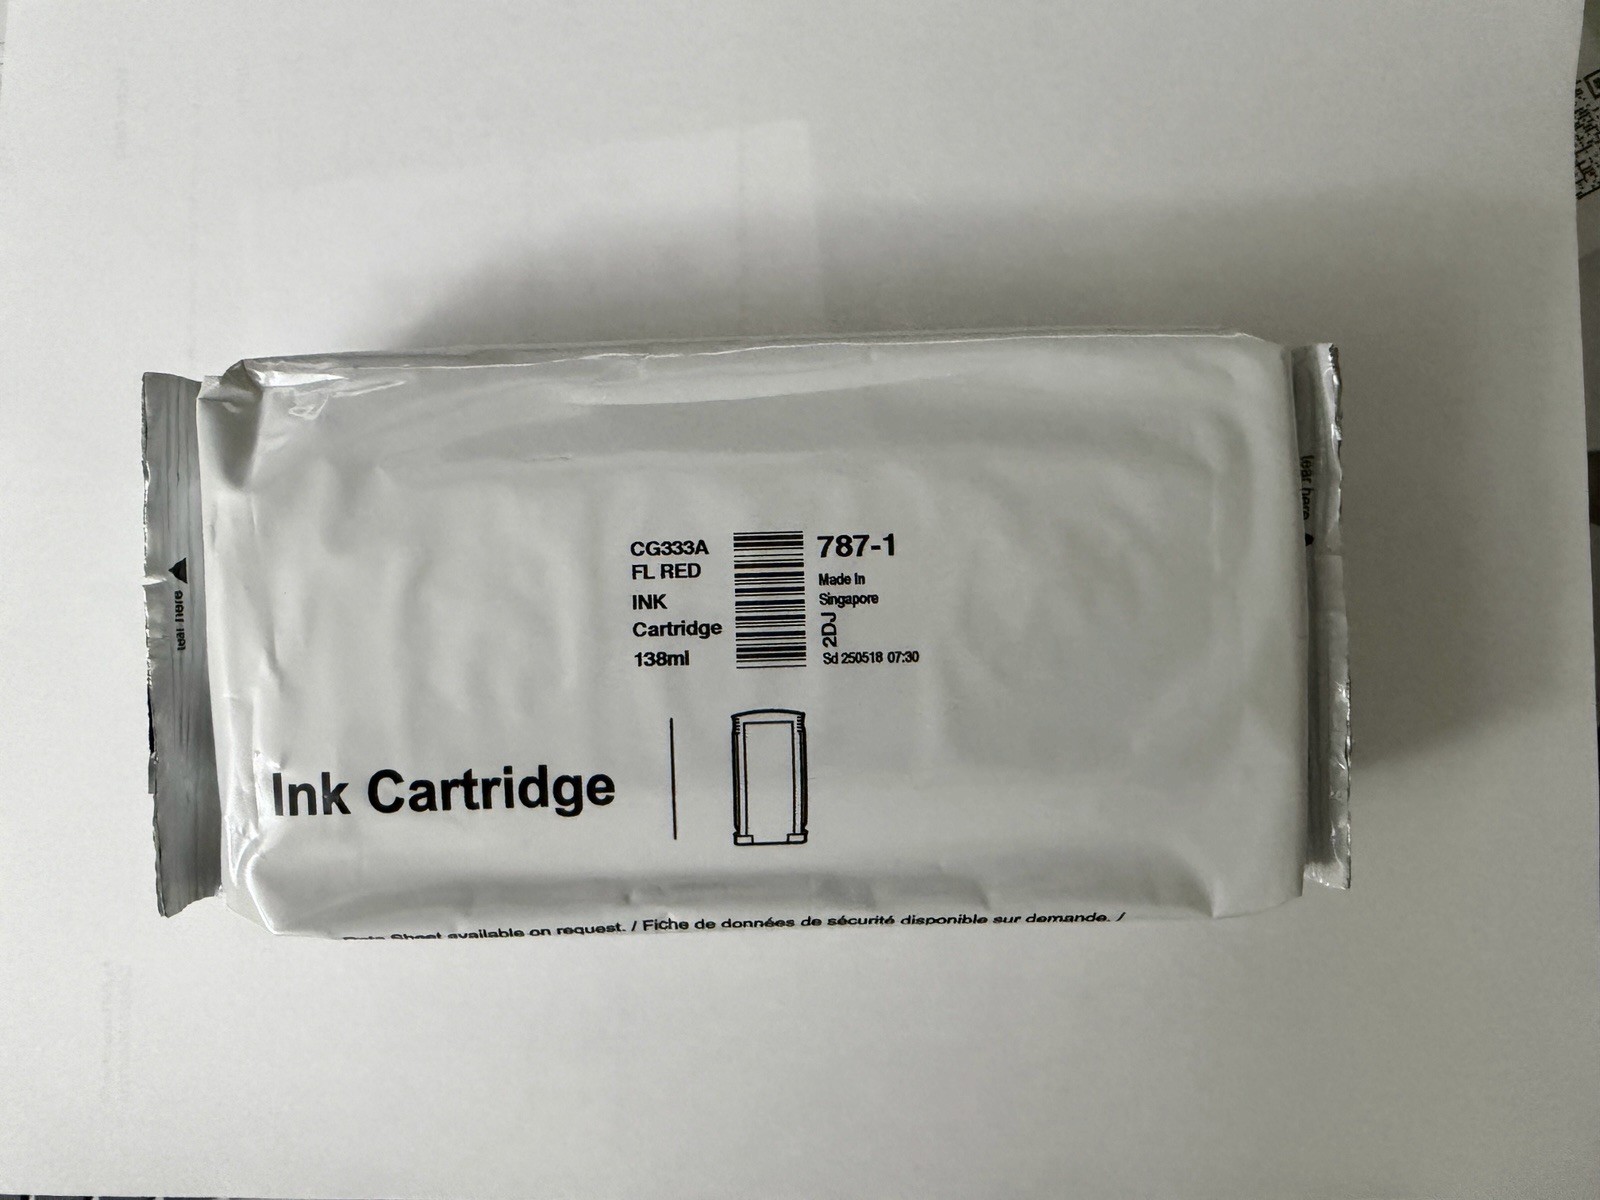 CG333A
FL RED
INK
Cartridge
138ml
787-1
Made In
Singapore
2DJ
Sd 250518 07:30
Ink Cartridge
Data Sheet available on request. / Fiche de données de sécurité disponible sur demande. /
tear here
tear here